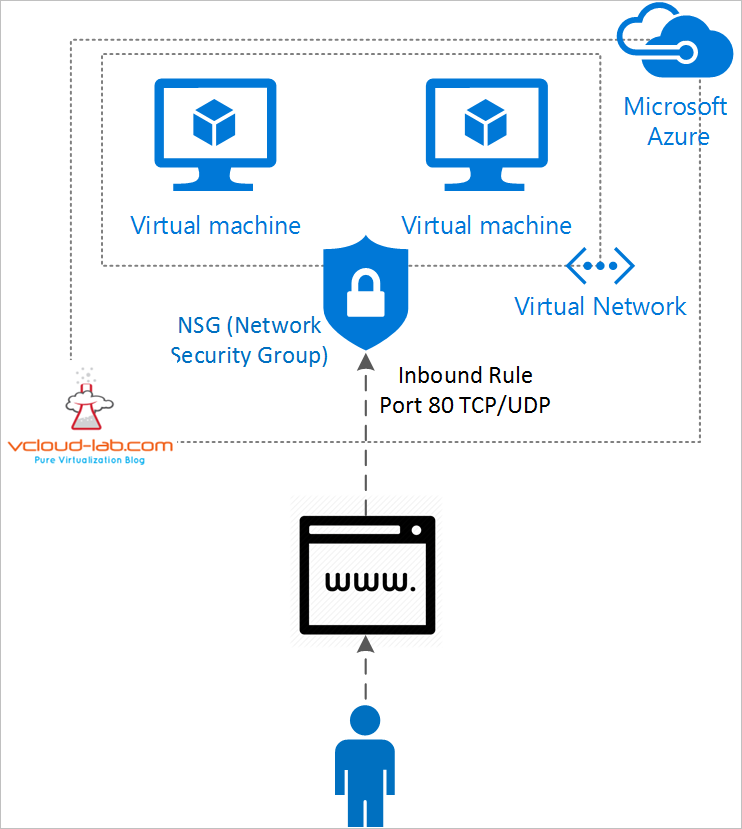 Microsoft
Azure
Virtual machine
Virtual machine
Virtual Network
NSG (Network
Security Group)
Inbound Rule
Port 80 TCP/UDP
vcloud-lab.com
Pure Virtualization Blog
www.